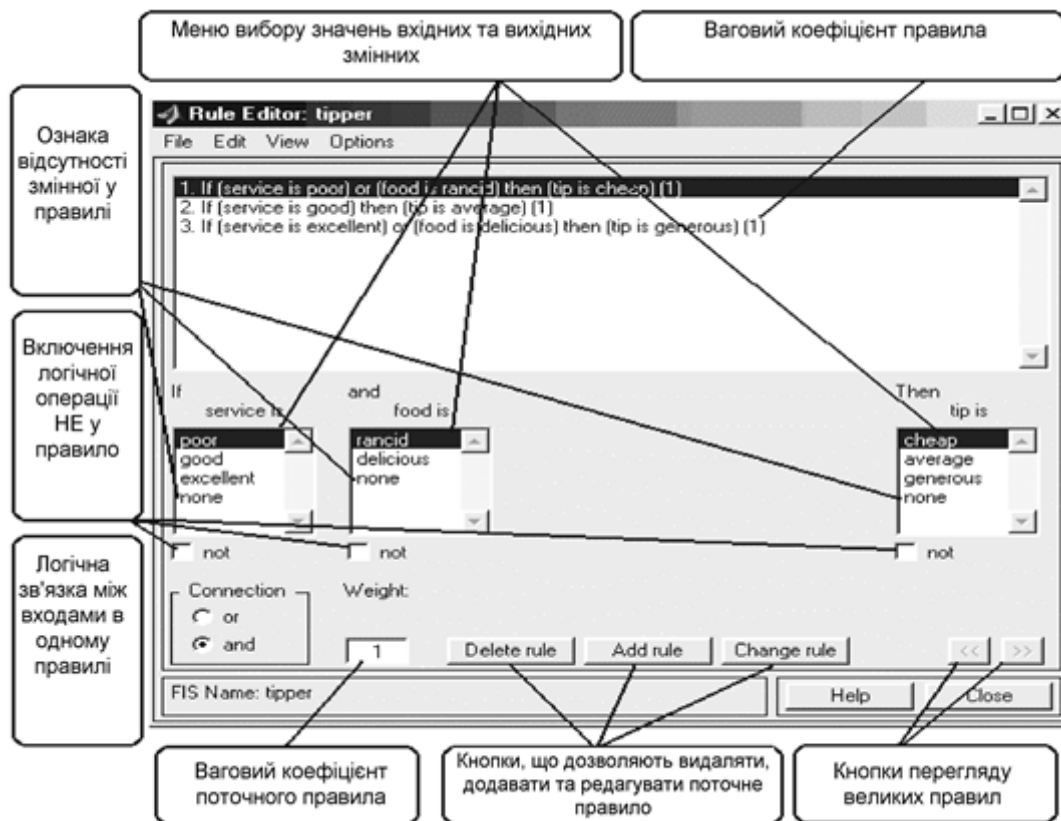 Меню вибору значень вхідних та вихідних
змінних
Ваговий коефіцієнт правила
Ознака
відсутності
змінної у
правилі
Rule Editor: tipper
File Edit View Options
1. If (service is poor) or (food is rancid) then (tip is cheap) (1)
2. If (service is good) then (tip is average) (1)
3. If (service is excellent) or (food is delicious) then (tip is generous) (1)
Включення
логічної
операції
НЕ у
правило
If
service is
and
food is
Then
tip is
poor
good
excellent
none
rancid
delicious
none
cheap
average
generous
none
not
not
not
Логічна
зв'язка між
входами в
одному
правилі
Connection
or
and
Weight:
1
Delete rule
Add rule
Change rule
<<
>>
FIS Name: tipper
Help
Close
Ваговий коефіцієнт
поточного правила
Кнопки, що дозволяють видаляти,
додавати та редагувати поточне
правило
Кнопки перегляду
великих правил